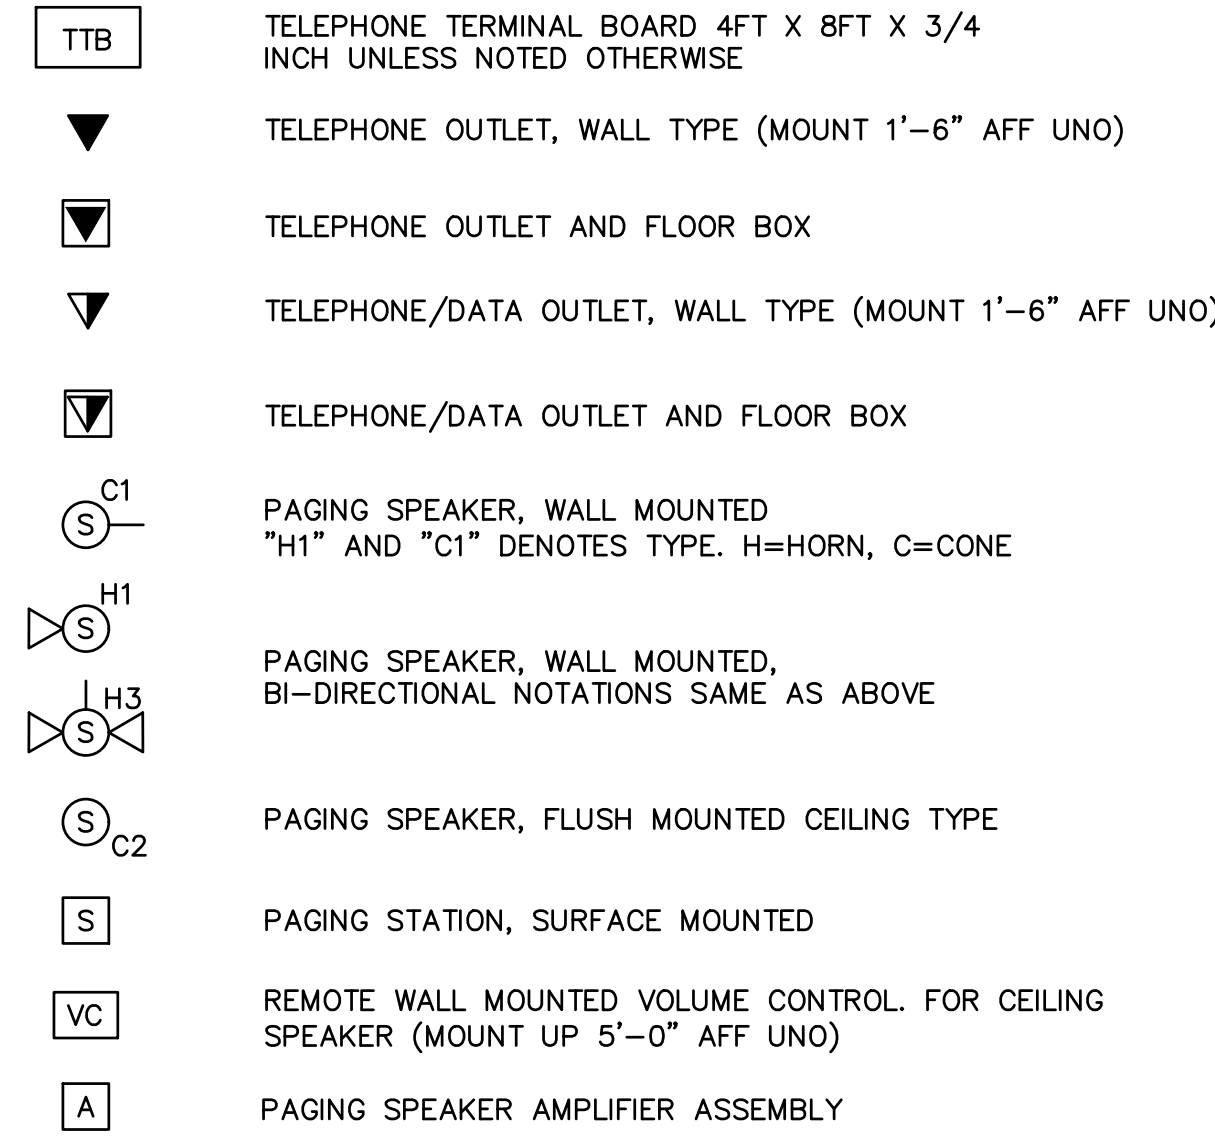 TTB TELEPHONE TERMINAL BOARD 4FT X 8FT X 3/4
INCH UNLESS NOTED OTHERWISE
TELEPHONE OUTLET, WALL TYPE (MOUNT 1'-6" AFF UNO)
TELEPHONE OUTLET AND FLOOR BOX
TELEPHONE/DATA OUTLET, WALL TYPE (MOUNT 1'-6" AFF UNO)
TELEPHONE/DATA OUTLET AND FLOOR BOX
C1
S
PAGING SPEAKER, WALL MOUNTED
"H1" AND "C1" DENOTES TYPE. H=HORN, C=CONE
H1
S
PAGING SPEAKER, WALL MOUNTED,
BI-DIRECTIONAL NOTATIONS SAME AS ABOVE
H3
S
S PAGING SPEAKER, FLUSH MOUNTED CEILING TYPE
C2
S PAGING STATION, SURFACE MOUNTED
VC REMOTE WALL MOUNTED VOLUME CONTROL. FOR CEILING
SPEAKER (MOUNT UP 5'-0" AFF UNO)
A PAGING SPEAKER AMPLIFIER ASSEMBLY